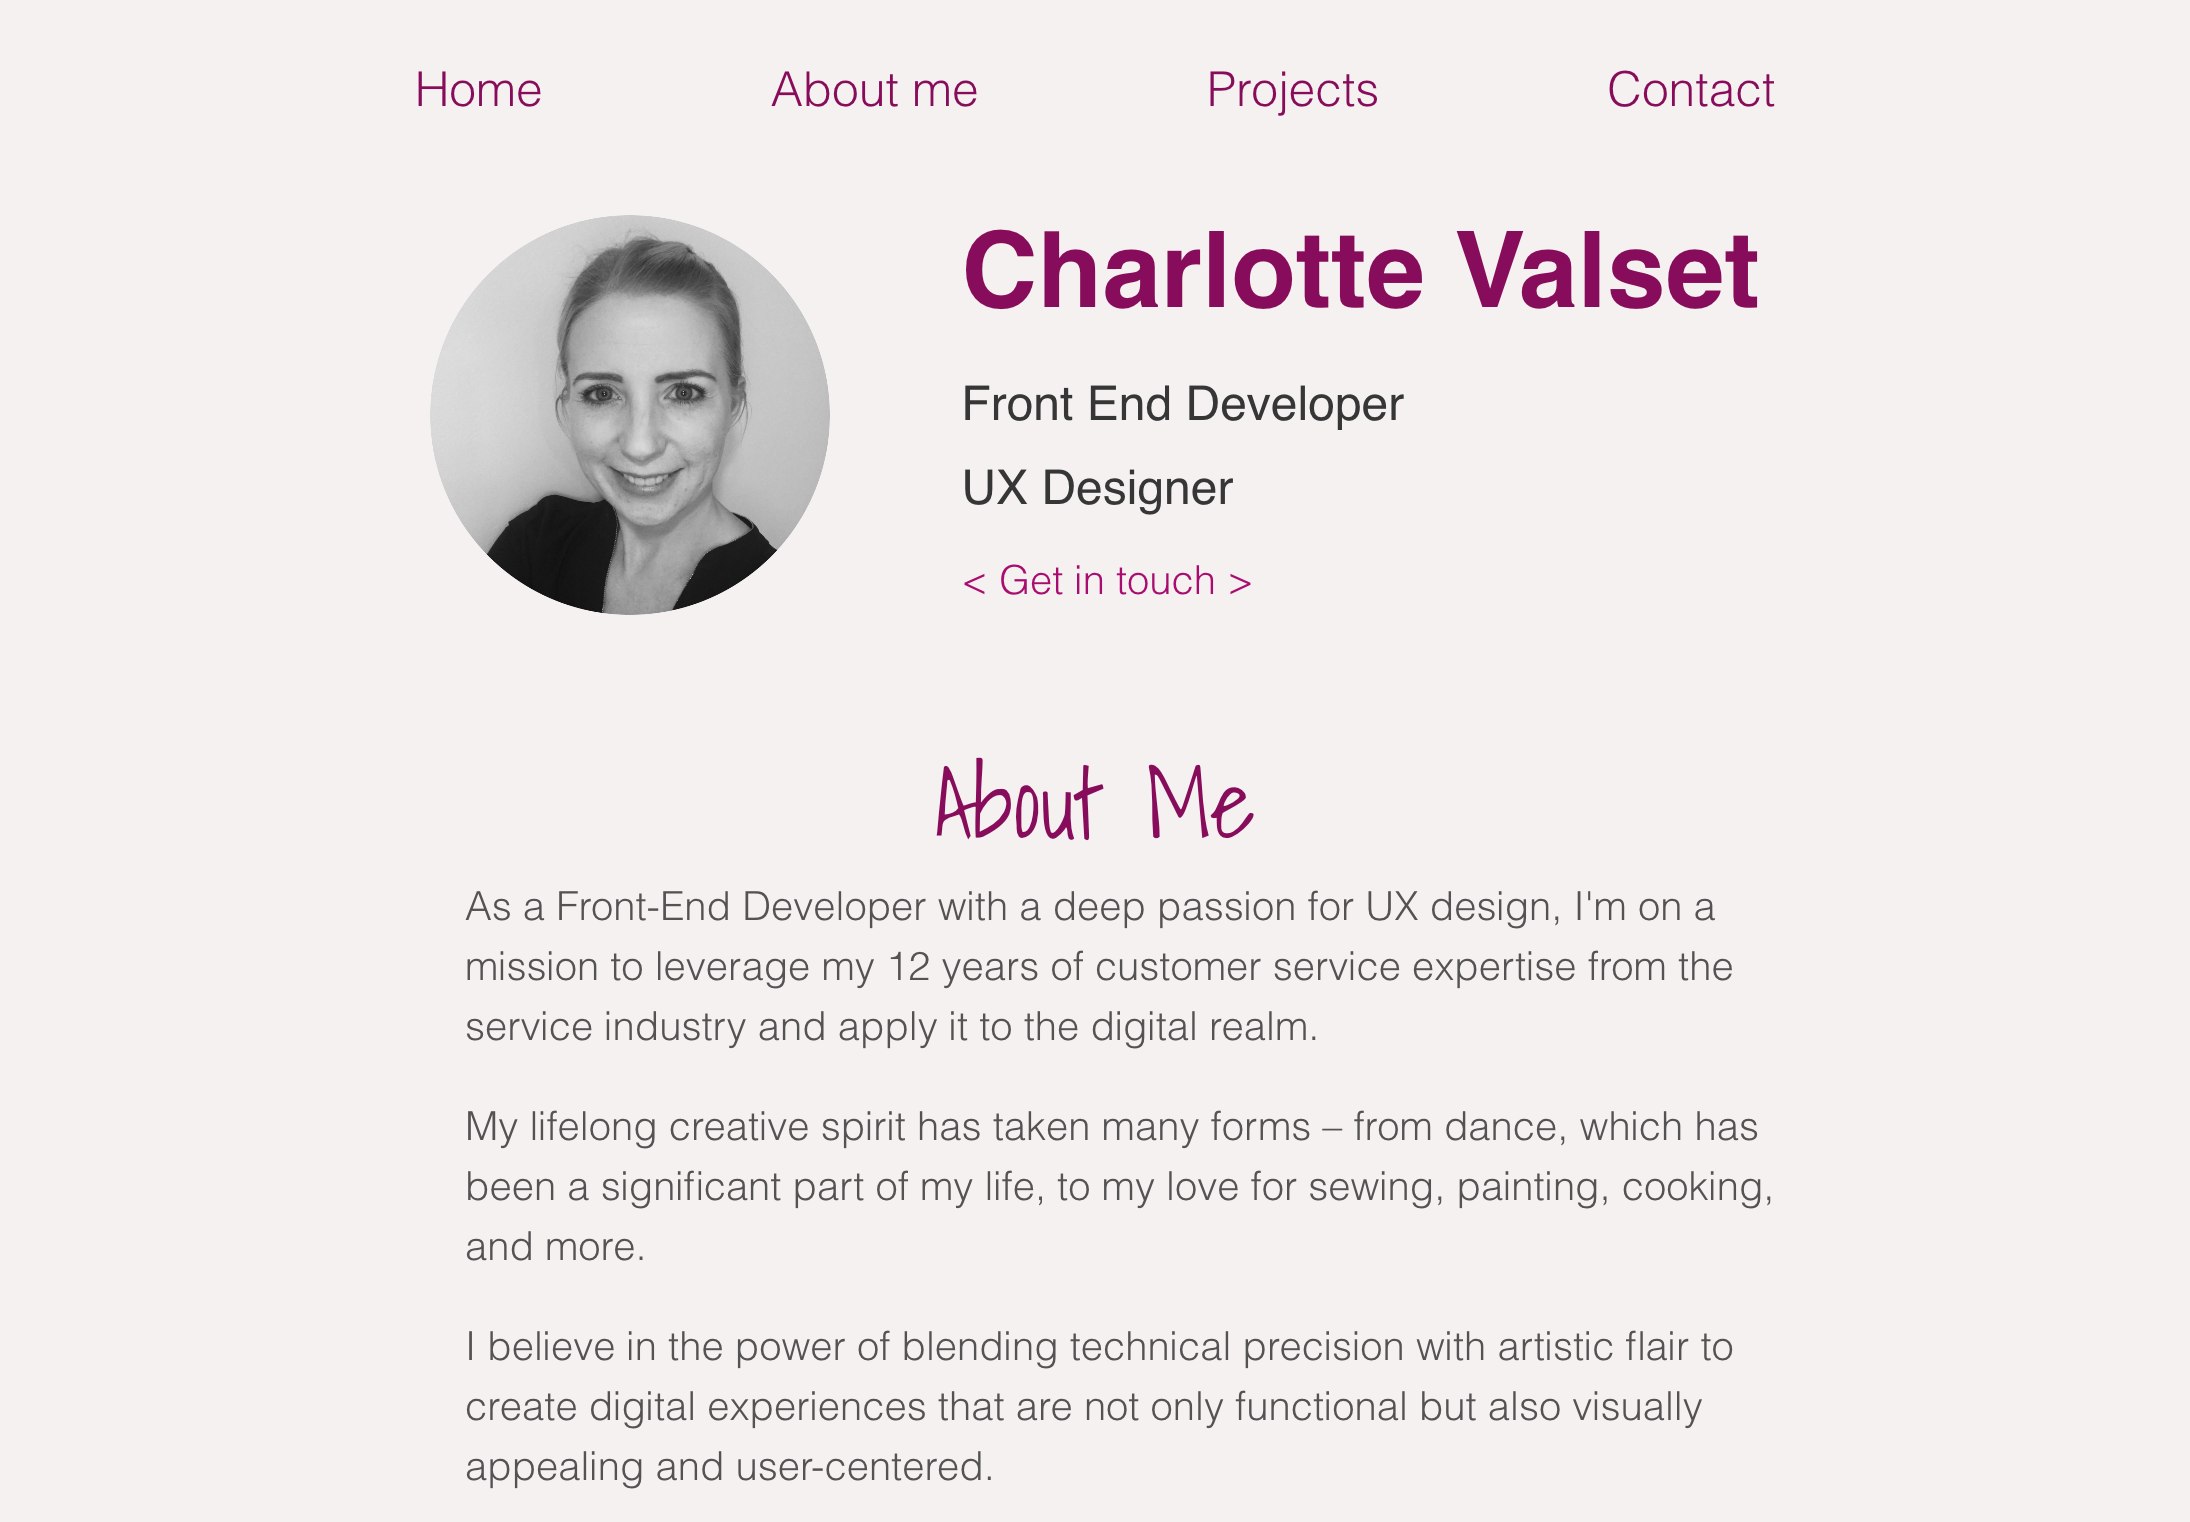 Home About me Projects Contact
Charlotte Valset
Front End Developer
UX Designer
< Get in touch >
About Me
As a Front-End Developer with a deep passion for UX design, I'm on a
mission to leverage my 12 years of customer service expertise from the
service industry and apply it to the digital realm.
My lifelong creative spirit has taken many forms – from dance, which has
been a significant part of my life, to my love for sewing, painting, cooking,
and more.
I believe in the power of blending technical precision with artistic flair to
create digital experiences that are not only functional but also visually
appealing and user-centered.